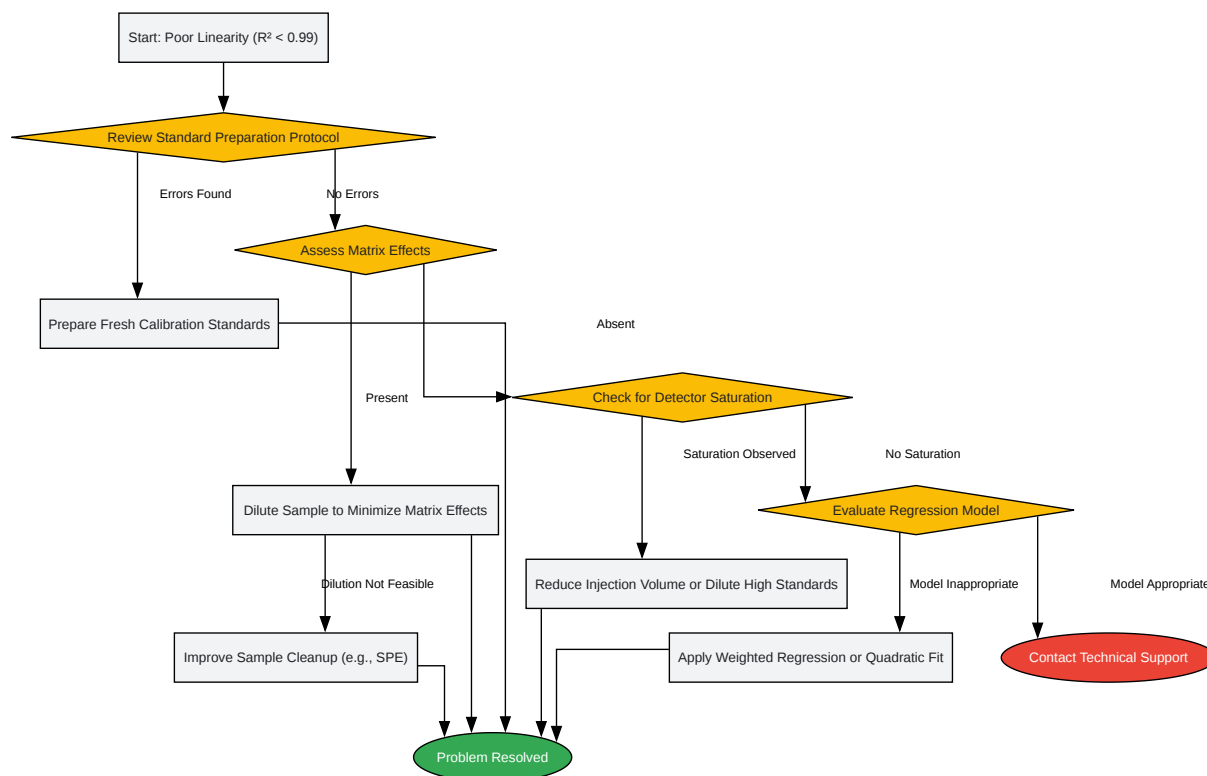 Start: Poor Linearity (R² < 0.99)
Review Standard Preparation Protocol
Errors Found
No Errors
Assess Matrix Effects
Prepare Fresh Calibration Standards
Absent
Present
Check for Detector Saturation
Saturation Observed
No Saturation
Dilute Sample to Minimize Matrix Effects
Evaluate Regression Model
Dilution Not Feasible
Reduce Injection Volume or Dilute High Standards
Model Inappropriate
Model Appropriate
Improve Sample Cleanup (e.g., SPE)
Apply Weighted Regression or Quadratic Fit
Contact Technical Support
Problem Resolved